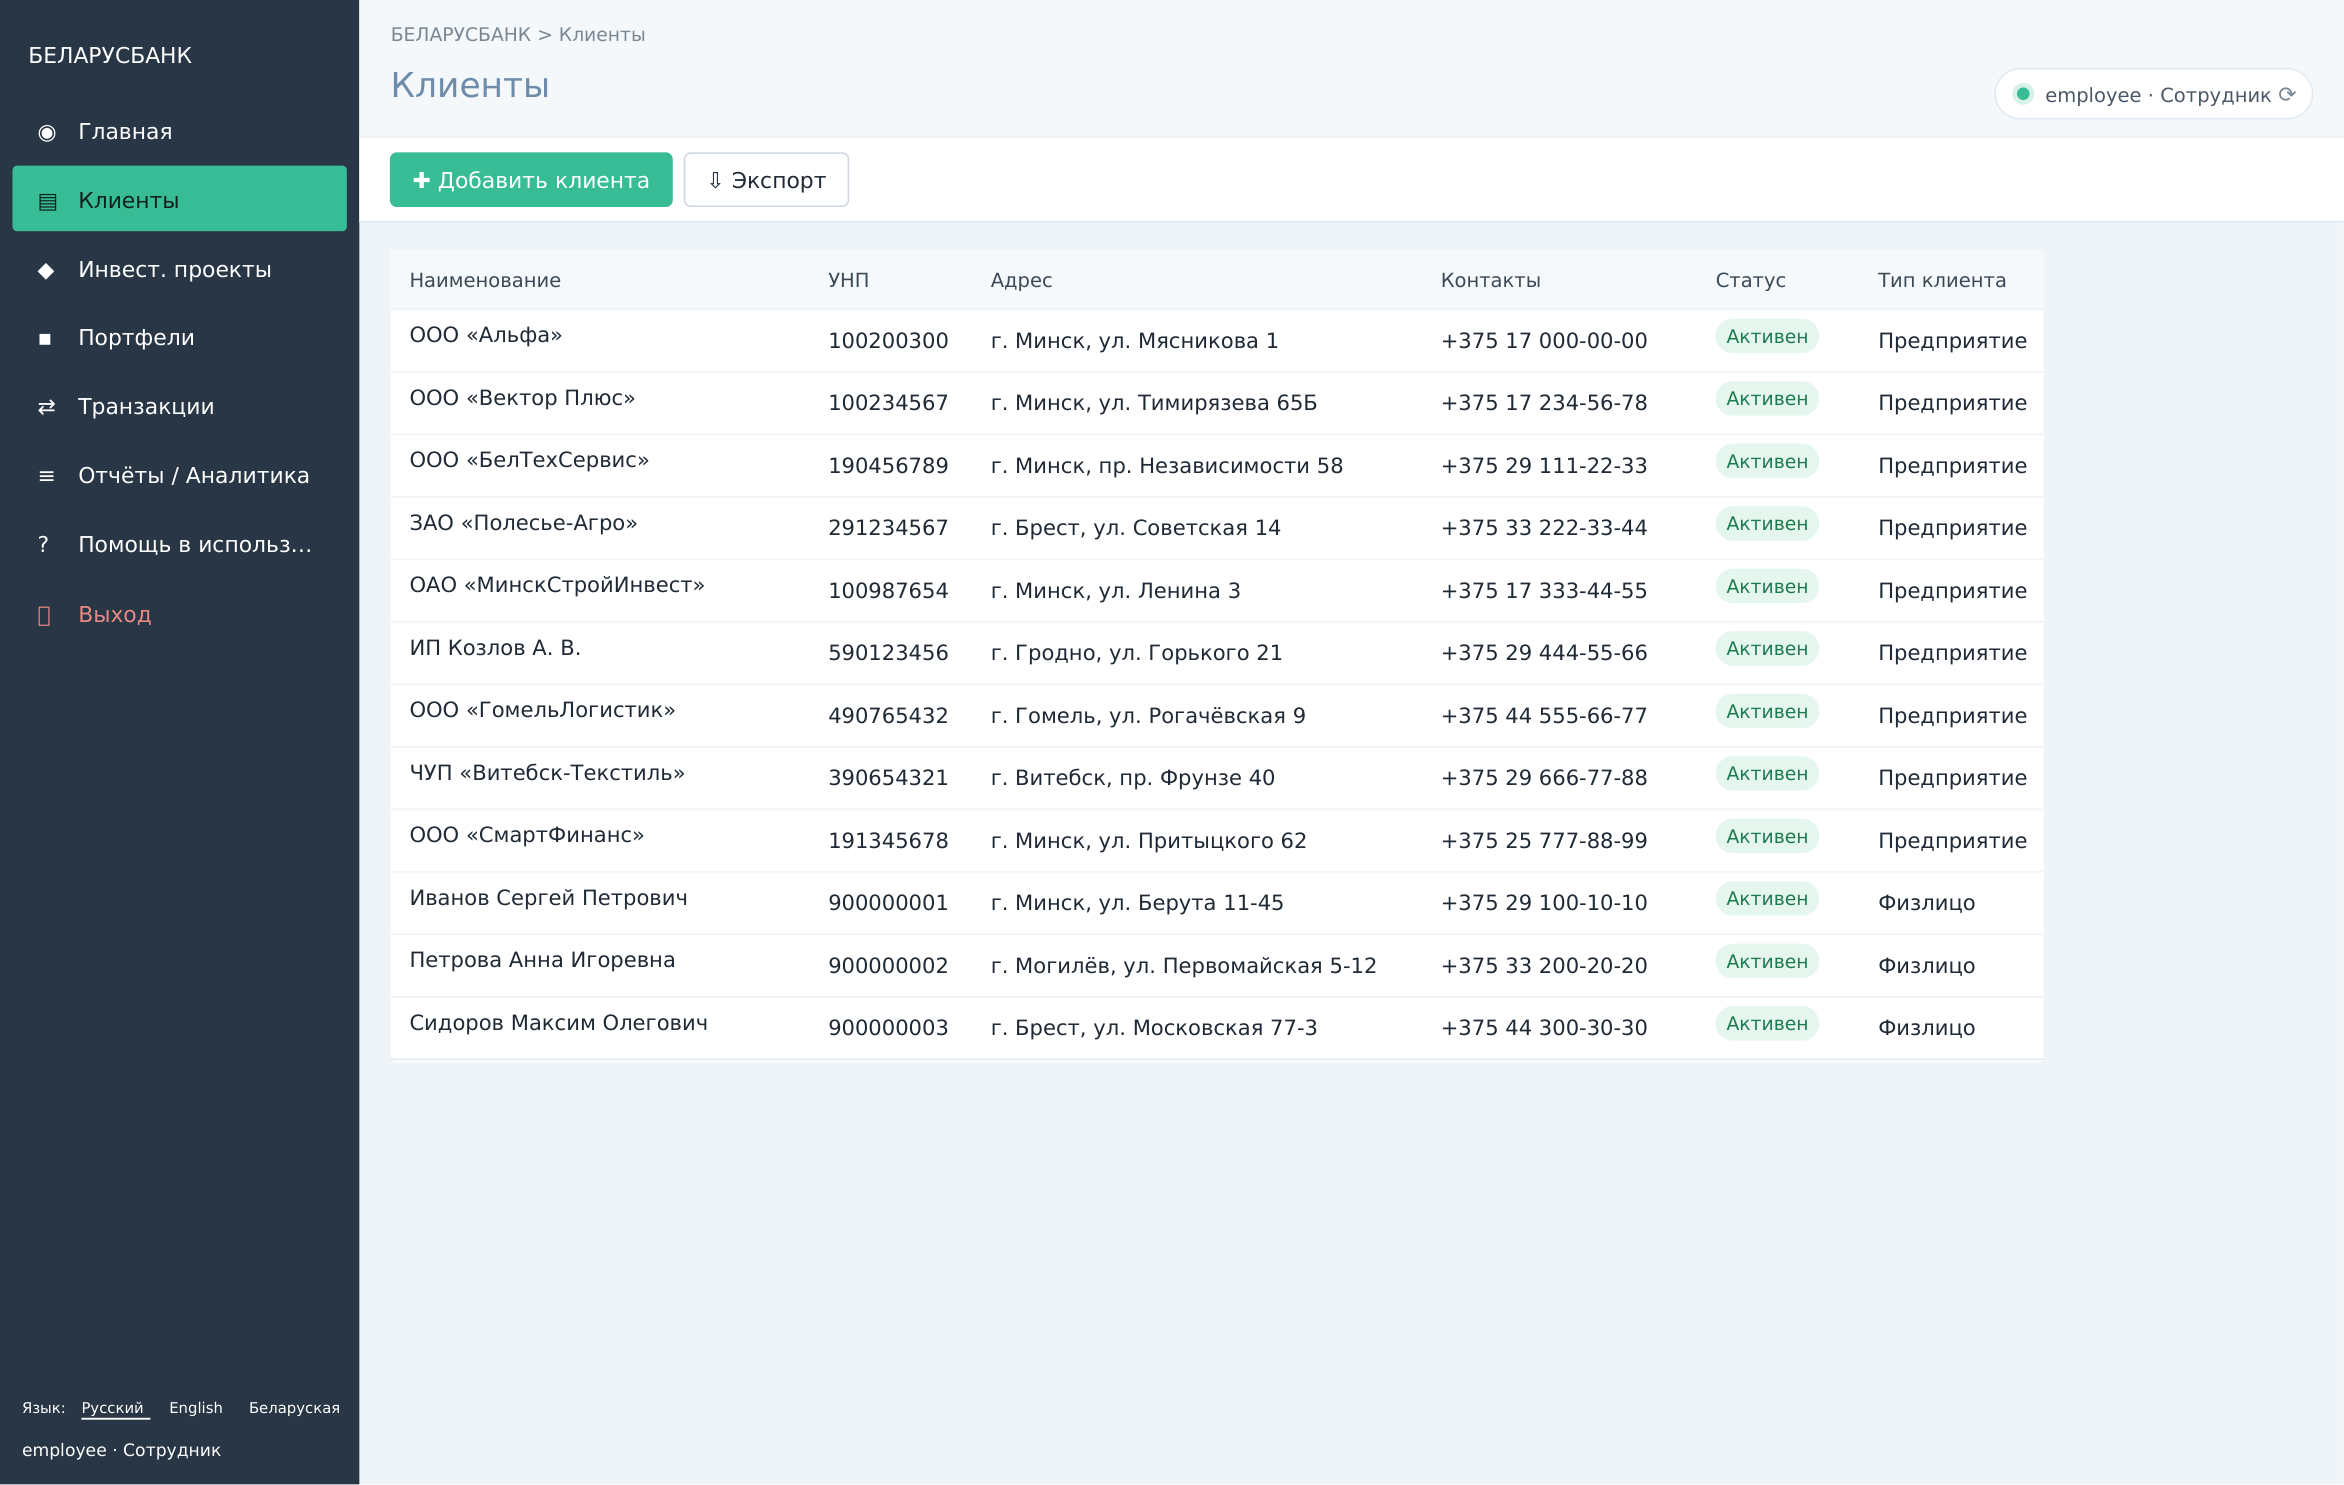 БЕЛАРУСБАНК
Главная
Клиенты
Инвест. проекты
Портфели
Транзакции
Отчёты / Аналитика
? Помощь в использ...
Выход
Язык: Русский English Беларуская
employee · Сотрудник
БЕЛАРУСБАНК > Клиенты
Клиенты
employee · Сотрудник ⟳
✚ Добавить клиента ⇩ Экспорт
Наименование УНП Адрес Контакты Статус Тип клиента
ООО «Альфа» 100200300 г. Минск, ул. Мясникова 1 +375 17 000-00-00 Активен Предприятие
ООО «Вектор Плюс» 100234567 г. Минск, ул. Тимирязева 65Б +375 17 234-56-78 Активен Предприятие
ООО «БелТехСервис» 190456789 г. Минск, пр. Независимости 58 +375 29 111-22-33 Активен Предприятие
ЗАО «Полесье-Агро» 291234567 г. Брест, ул. Советская 14 +375 33 222-33-44 Активен Предприятие
ОАО «МинскСтройИнвест» 100987654 г. Минск, ул. Ленина 3 +375 17 333-44-55 Активен Предприятие
ИП Козлов А. В. 590123456 г. Гродно, ул. Горького 21 +375 29 444-55-66 Активен Предприятие
ООО «ГомельЛогистик» 490765432 г. Гомель, ул. Рогачёвская 9 +375 44 555-66-77 Активен Предприятие
ЧУП «Витебск-Текстиль» 390654321 г. Витебск, пр. Фрунзе 40 +375 29 666-77-88 Активен Предприятие
ООО «СмартФинанс» 191345678 г. Минск, ул. Притыцкого 62 +375 25 777-88-99 Активен Предприятие
Иванов Сергей Петрович 900000001 г. Минск, ул. Берута 11-45 +375 29 100-10-10 Активен Физлицо
Петрова Анна Игоревна 900000002 г. Могилёв, ул. Первомайская 5-12 +375 33 200-20-20 Активен Физлицо
Сидоров Максим Олегович 900000003 г. Брест, ул. Московская 77-3 +375 44 300-30-30 Активен Физлицо